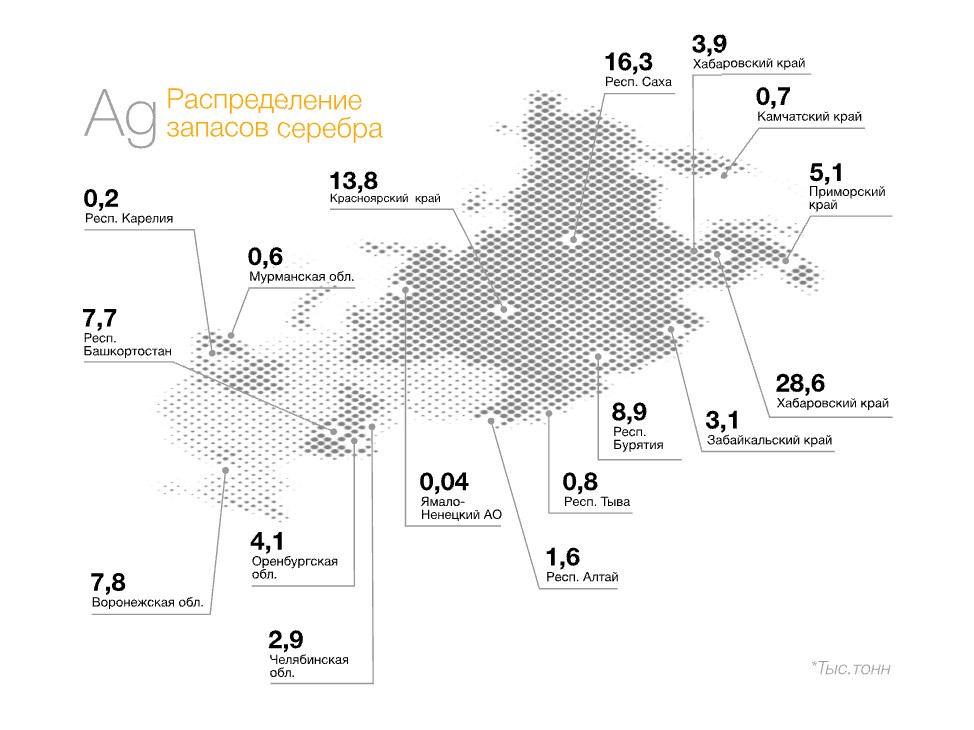 Ag
Распределение
запасов серебра
3,9
Хабаровский край
16,3
Респ. Саха
0,7
Камчатский край
5,1
Приморский
край
13,8
Красноярский край
0,2
Респ. Карелия
0,6
Мурманская обл.
7,7
Респ.
Башкортостан
28,6
Хабаровский край
8,9
Респ.
Бурятия
3,1
Забайкальский край
0,04
Ямало-
Ненецкий АО
0,8
Респ. Тыва
4,1
Оренбургская
обл.
1,6
Респ. Алтай
7,8
Воронежская обл.
2,9
Челябинская
обл.
*Тыс.тонн